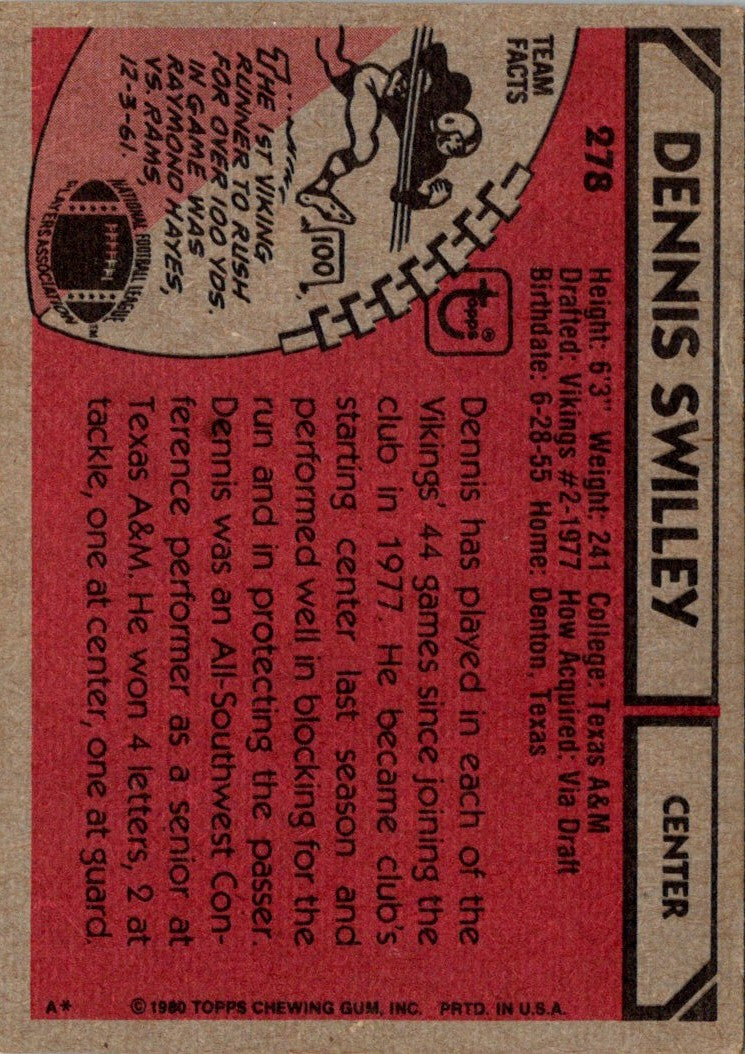 DENNIS SWILLEY
CENTER
278
Height: 6'3" Weight: 241 College: Texas A&M
Drafted: Vikings #2-1977 How Acquired: Via Draft
Birthdate: 6-28-55 Home: Denton, Texas
TEAM
FACTS
100
THE 1ST VIKING
RUNNER TO RUSH
FOR OVER 100 YDS.
IN GAME WAS
RAYMOND HAYES,
VS. RAMS,
12-3-61.
NATIONAL FOOTBALL LEAGUE
PLAYERS ASSOCIATION
topps®
Dennis has played in each of the
Vikings' 44 games since joining the
club in 1977. He became club's
starting center last season and
performed well in blocking for the
run and in protecting the passer.
Dennis was an All-Southwest Con-
ference performer as a senior at
Texas A&M. He won 4 letters, 2 at
tackle, one at center, one at guard.
A* © 1980 TOPPS CHEWING GUM, INC. PRTD. IN U.S.A.